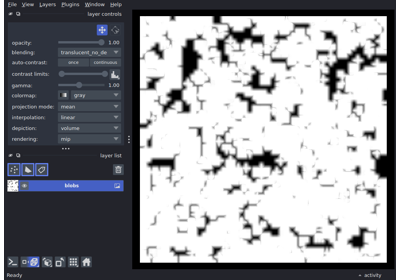 File View Layers Plugins Window Help
layer controls
opacity: 1.00
blending: translucent_no_de
auto-contrast: once continuous
contrast limits:
gamma: 1.00
colormap: gray
projection mode: mean
interpolation: linear
depiction: volume
rendering: mip
layer list
blobs
Ready activity